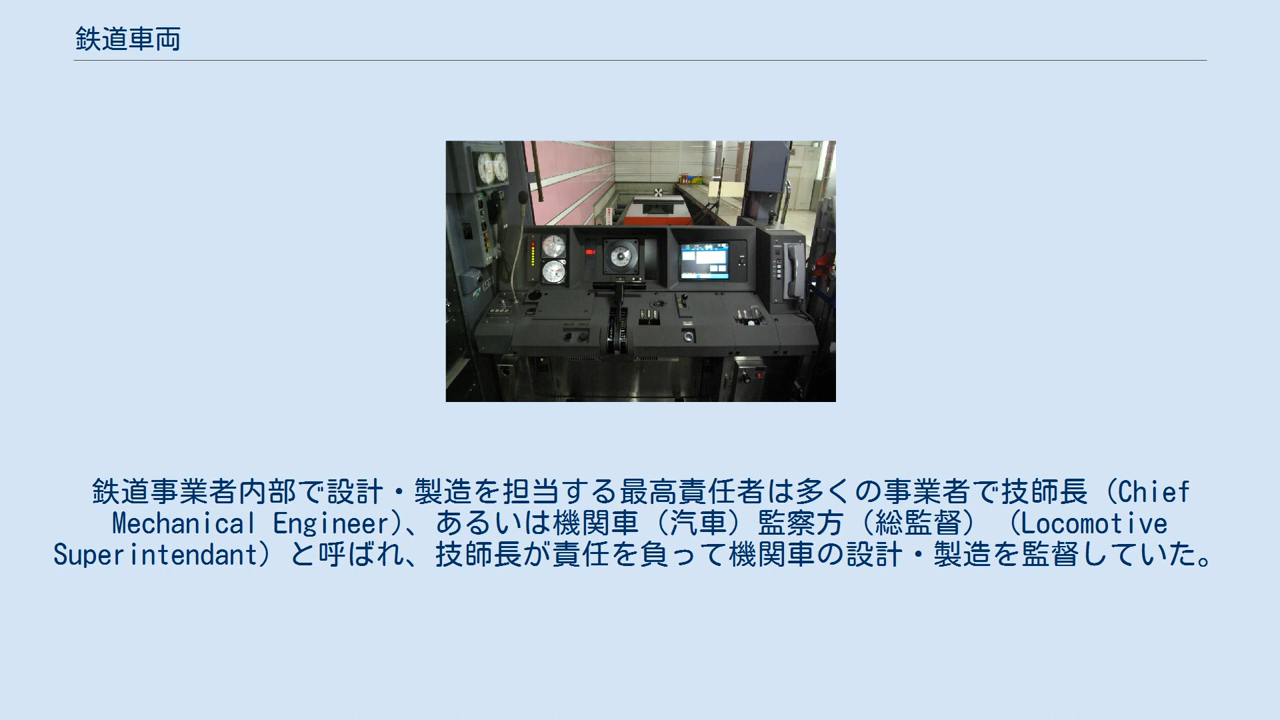 鉄道車両
鉄道事業者内部で設計・製造を担当する最高責任者は多くの事業者で技師長（Chief
Mechanical Engineer)、あるいは機関車（汽車）監察方（総監督）（Locomotive
Superintendant）と呼ばれ、技師長が責任を負って機関車の設計・製造を監督していた。